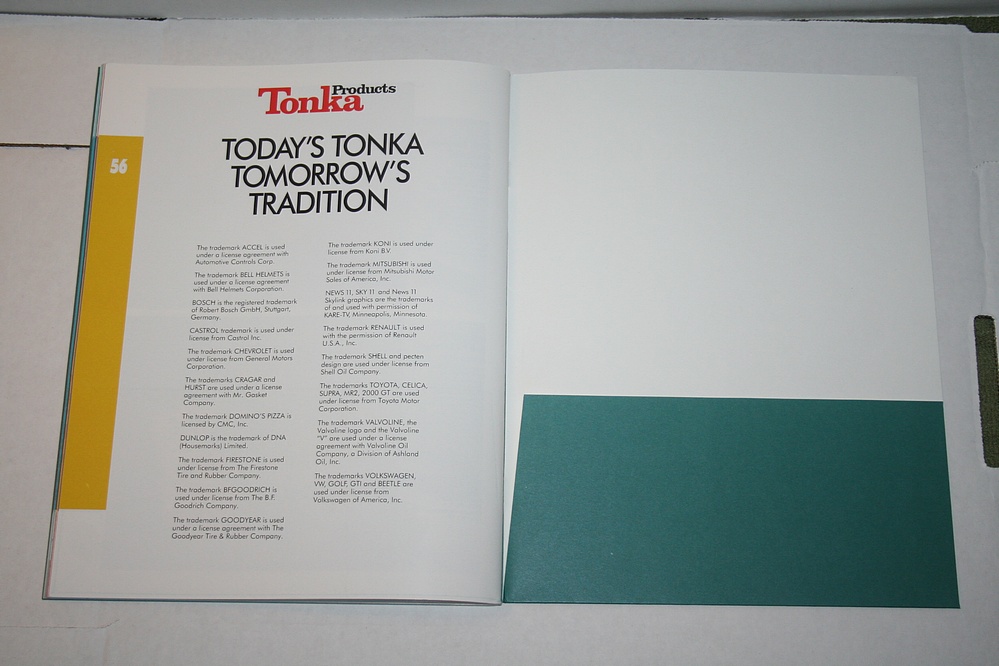 56
Tonka Products
TODAY'S TONKA
TOMORROW'S
TRADITION
The trademark ACCEL is used
under a license agreement with
Automotive Controls Corp.
The trademark BELL HELMETS is
used under a license agreement
with Bell Helmets Corporation.
BOSCH is the registered trademark
of Robert Bosch GmbH, Stuttgart,
Germany.
CASTROL trademark is used under
license from Castrol Inc.
The trademark CHEVROLET is used
under license from General Motors
Corporation.
The trademarks CRAGAR and
HURST are used under a license
agreement with Mr. Gasket
Company.
The trademark DOMINO'S PIZZA is
licensed by CMC, Inc.
DUNLOP is the trademark of DNA
(Housemarks) Limited.
The trademark FIRESTONE is used
under license from The Firestone
Tire and Rubber Company.
The trademark BFGOODRICH is
used under license from The B.F.
Goodrich Company.
The trademark GOODYEAR is used
under a license agreement with The
Goodyear Tire & Rubber Company.
The trademark KONI is used under
license from Koni B.V.
The trademark MITSUBISHI is used
under license from Mitsubishi Motor
Sales of America, Inc.
NEWS 11, SKY 11 and News 11
Skylink graphics are the trademarks
of and used with permission of
KARE-TV, Minneapolis, Minnesota.
The trademark RENAULT is used
with the permission of Renault
U.S.A., Inc.
The trademark SHELL and pecten
design are used under license from
Shell Oil Company.
The trademarks TOYOTA, CELICA,
SUPRA, MR2, 2000 GT are used
under license from Toyota Motor
Corporation.
The trademark VALVOLINE, the
Valvoline logo and the Valvoline
"V" are used under a license
agreement with Valvoline Oil
Company, a Division of Ashland
Oil, Inc.
The trademarks VOLKSWAGEN,
VW, GOLF, GTI and BEETLE are
used under license from
Volkswagen of America, Inc.